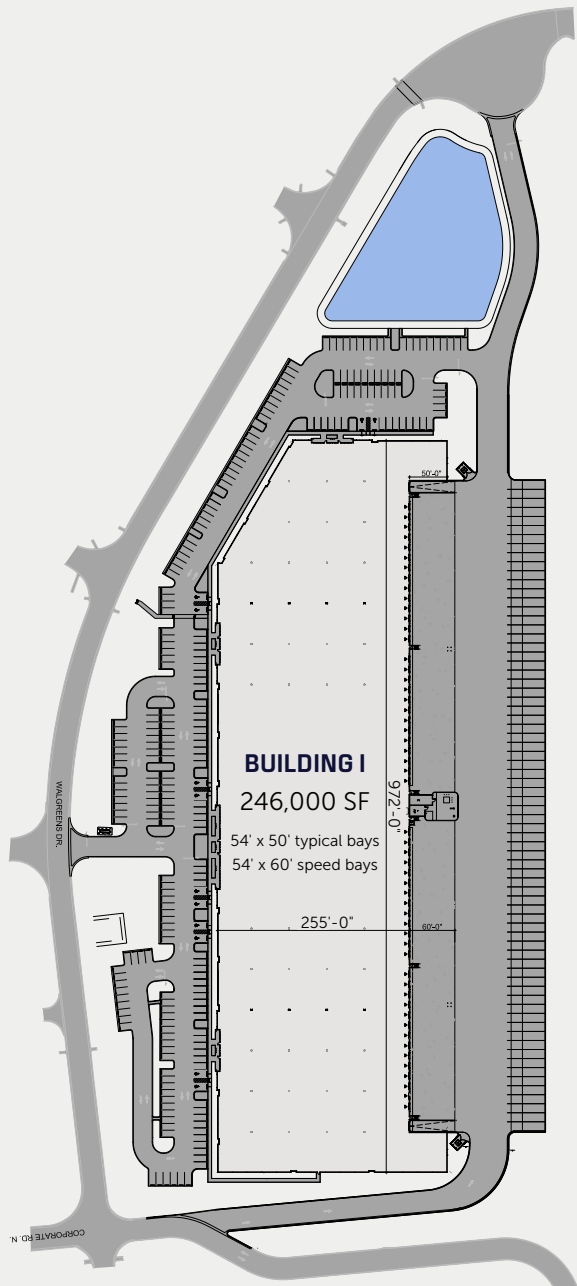 50'-0"
BUILDING I
246,000 SF
54' x 50' typical bays
54' x 60' speed bays
972'-0"
255'-0"
60'-0"
WALGREENS DR.
CORPORATE RD. N.